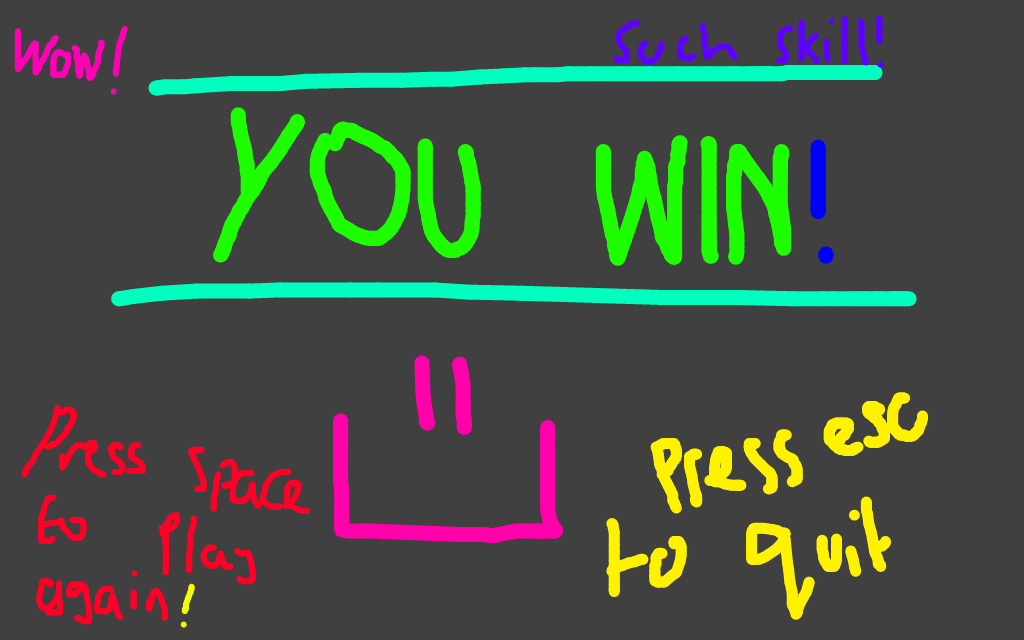 Wow!
Such skill!
YOU WIN!
Press space
to play
again!
Press esc
to quit